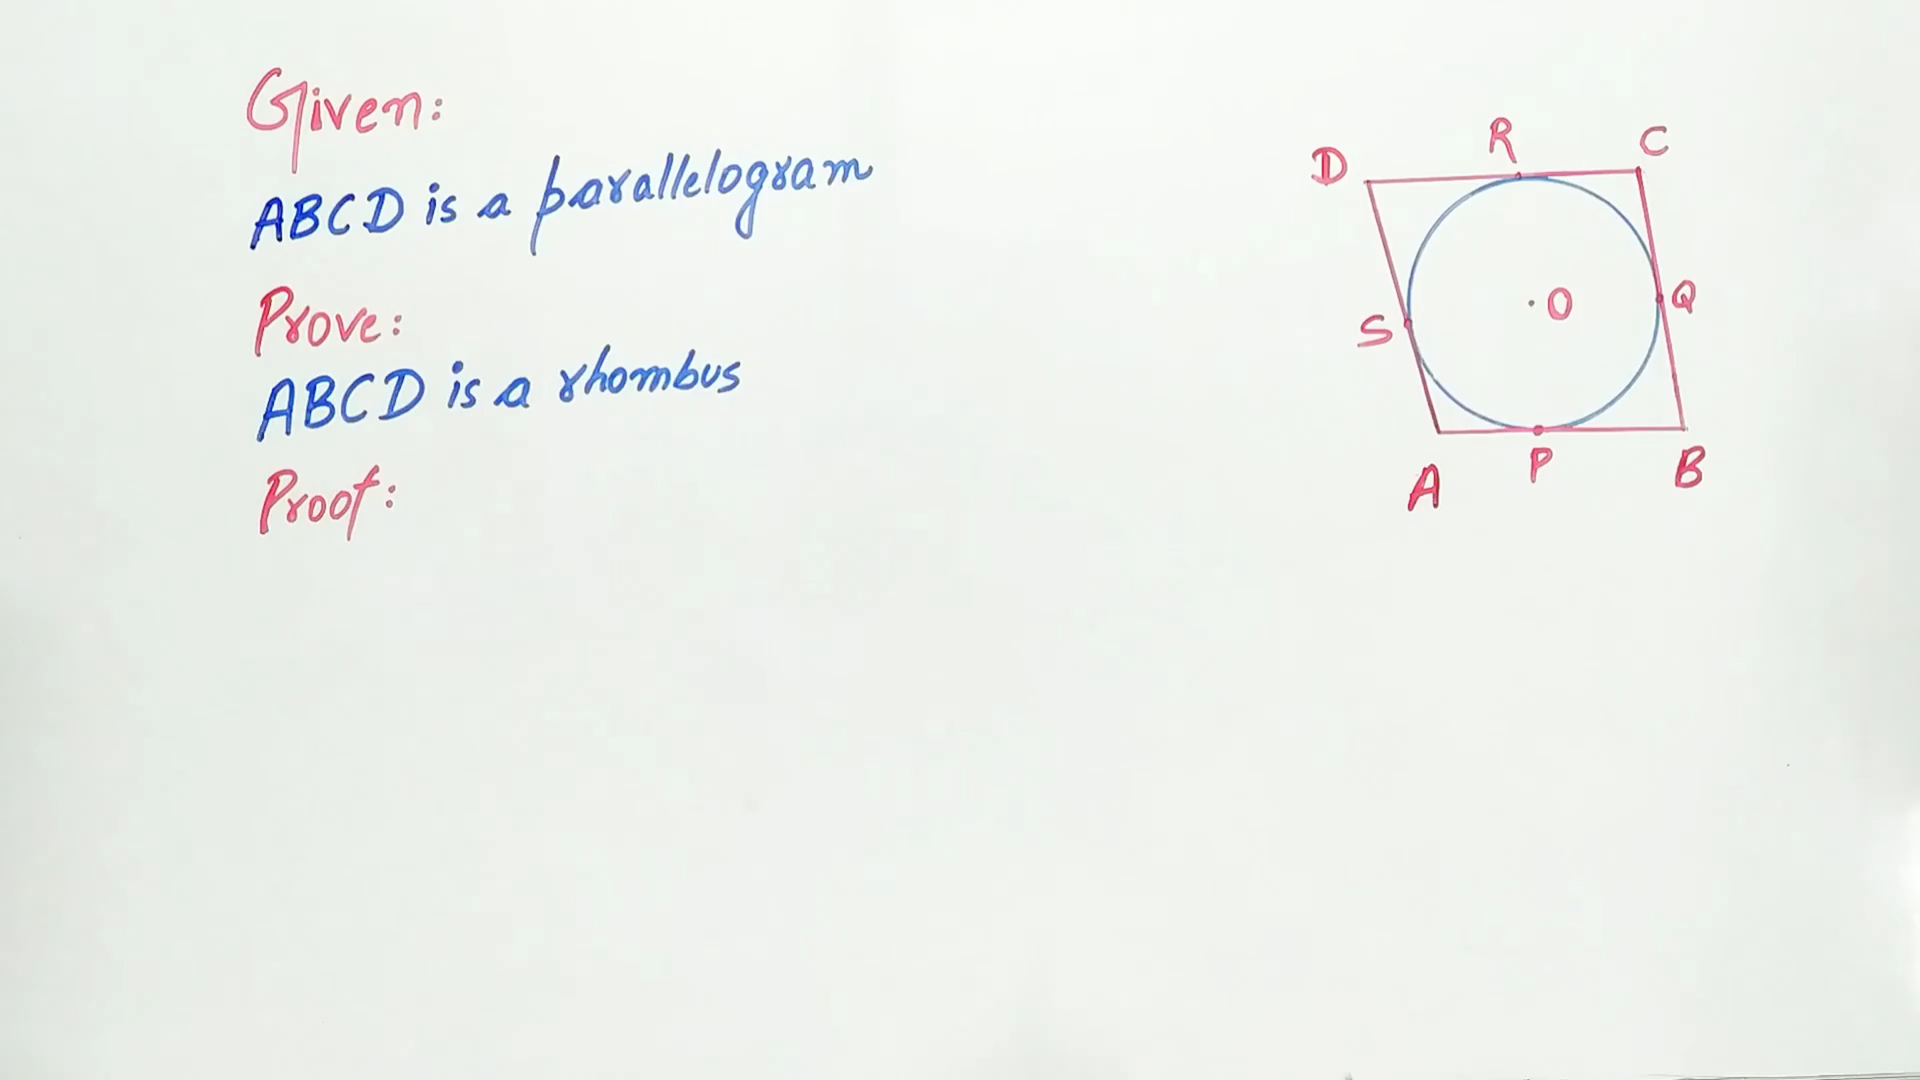 Given:
ABCD is a parallelogram
Prove:
ABCD is a rhombus
Proof:
D R C
S O Q
A P B